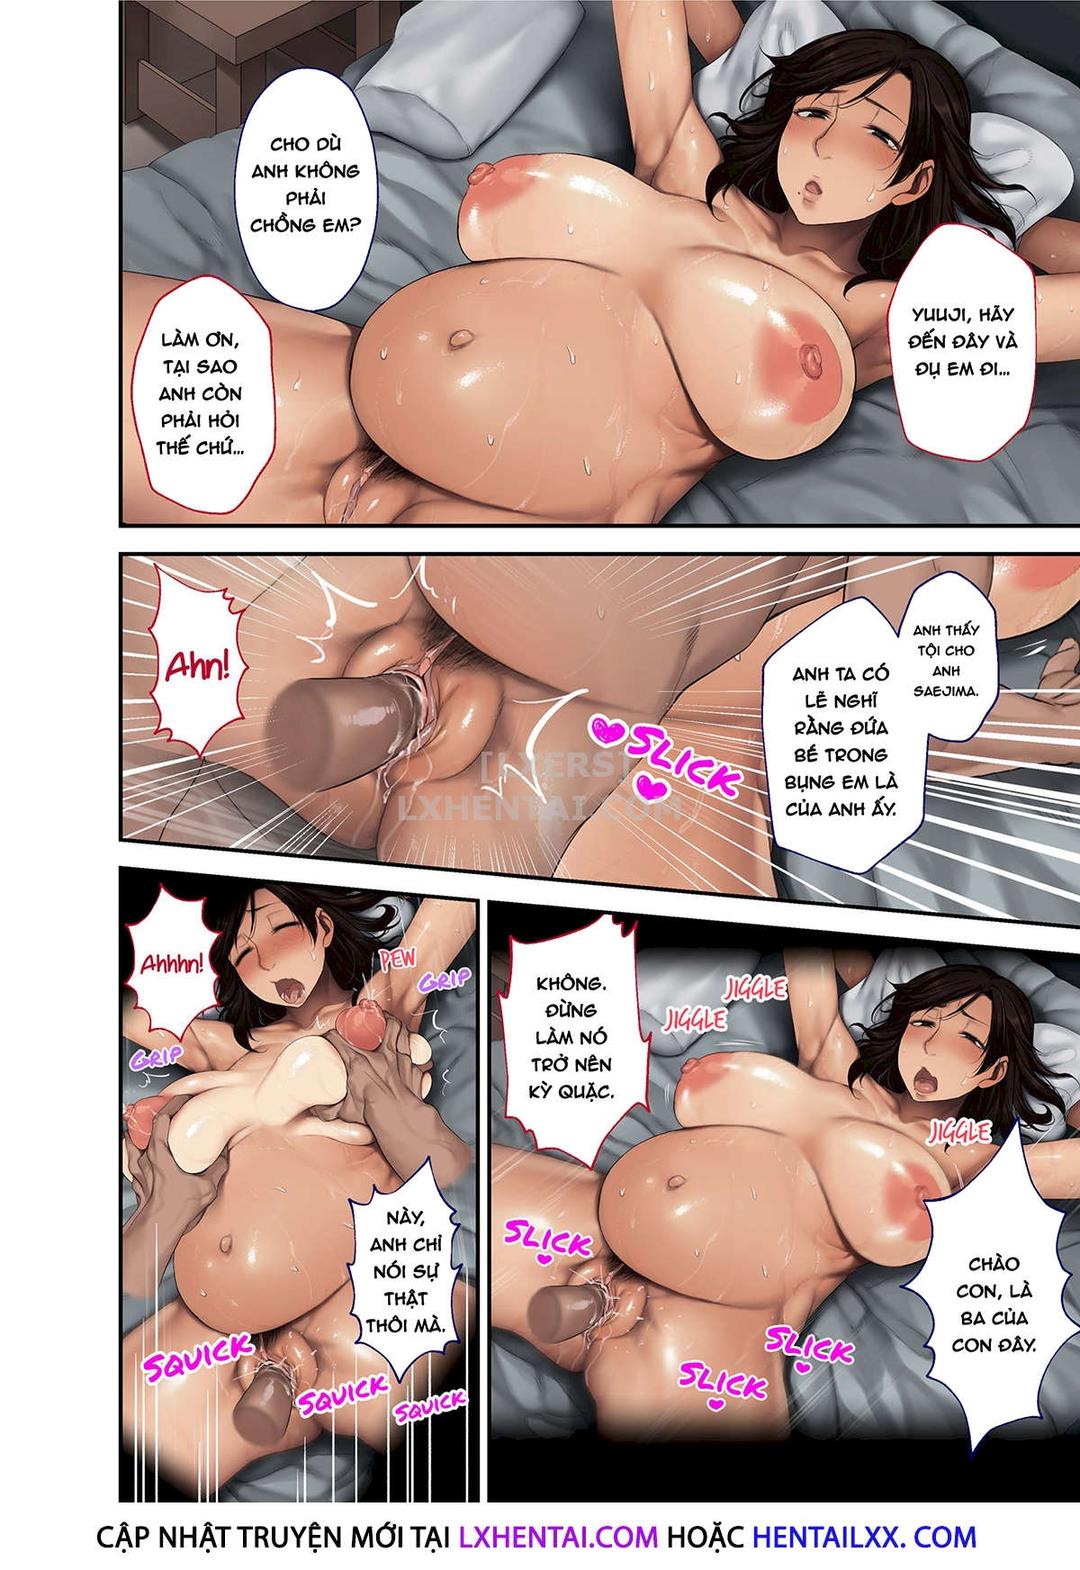 CHO DÙ
ANH KHÔNG
PHẢI
CHỒNG EM?
YUUJI, HÃY
ĐẾN ĐÂY VÀ
ĐỤ EM ĐI...
LÀM ƠN,
TẠI SAO
ANH CÒN
PHẢI HỎI
THẾ CHỨ...
Ahn!
SLICK
[LXERS]
LXHENTAI.COM
ANH THẤY
TỘI CHO
ANH
SAEJIMA.
ANH TA CÓ
LẼ NGHĨ
RẰNG ĐỨA
BÉ TRONG
BỤNG EM LÀ
CỦA ANH ẤY.
Ahhhn!
PEW
GRIP
GRIP
NÀY,
ANH CHỈ
NÓI SỰ
THẬT
THÔI MÀ.
SQUICK
SQUICK
SQUICK
KHÔNG.
ĐỪNG
LÀM NÓ
TRỞ NÊN
KỲ QUẶC.
JIGGLE
JIGGLE
JIGGLE
SLICK
SLICK
SLICK
CHÀO
CON, LÀ
BA CỦA
CON ĐÂY.
CẬP NHẬT TRUYỆN MỚI TẠI LXHENTAI.COM HOẶC HENTAILXX. COM